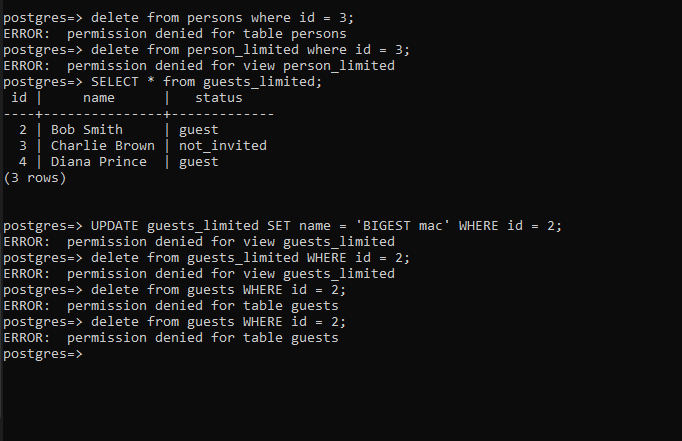 postgres=> delete from persons where id = 3;
ERROR:  permission denied for table persons
postgres=> delete from person_limited where id = 3;
ERROR:  permission denied for view person_limited
postgres=> SELECT * from guests_limited;
 id |     name      |   status
----+---------------+-------------
  2 | Bob Smith     | guest
  3 | Charlie Brown | not_invited
  4 | Diana Prince  | guest
(3 rows)
postgres=> UPDATE guests_limited SET name = 'BIGEST mac' WHERE id = 2;
ERROR:  permission denied for view guests_limited
postgres=> delete from guests_limited WHERE id = 2;
ERROR:  permission denied for view guests_limited
postgres=> delete from guests WHERE id = 2;
ERROR:  permission denied for table guests
postgres=> delete from guests WHERE id = 2;
ERROR:  permission denied for table guests
postgres=>